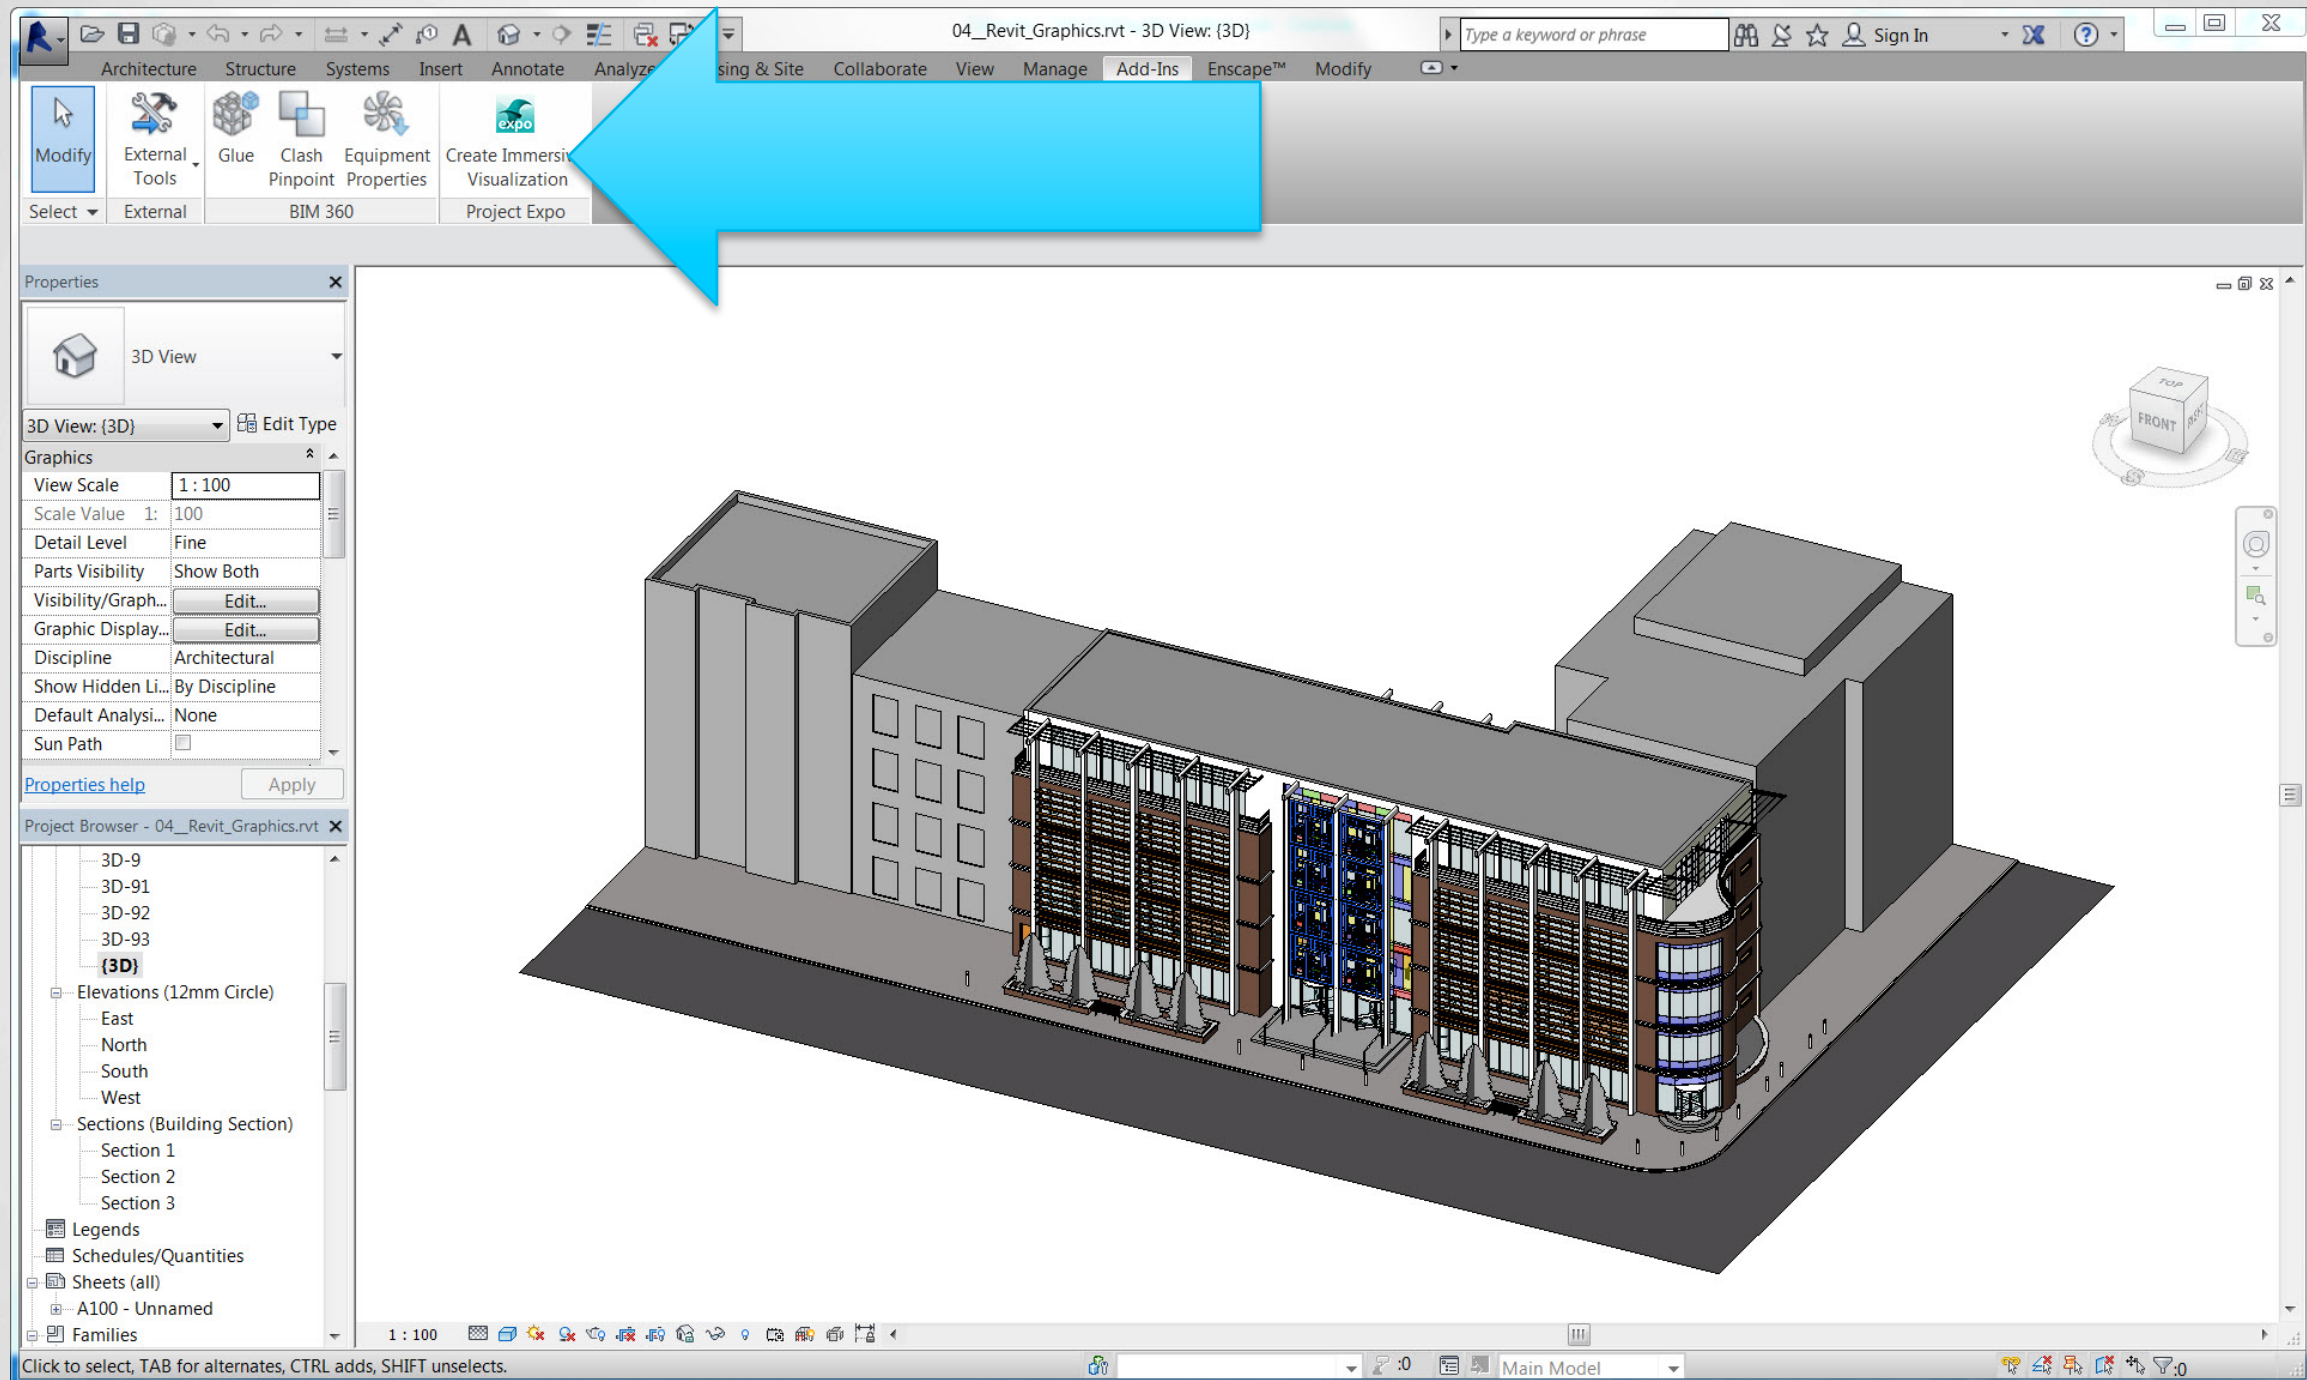 04__Revit_Graphics.rvt - 3D View: {3D}
Type a keyword or phrase
Sign In
Architecture Structure Systems Insert Annotate Analyze sing & Site Collaborate View Manage Add-Ins Enscape™ Modify
expo
Modify
External
Tools
Glue
Clash
Pinpoint
Equipment
Properties
Create Immersiv
Visualization
Select
External
BIM 360
Project Expo
Properties
3D View
3D View: {3D}
Edit Type
Graphics
View Scale 1 : 100
Scale Value 1: 100
Detail Level Fine
Parts Visibility Show Both
Visibility/Graph... Edit...
Graphic Display... Edit...
Discipline Architectural
Show Hidden Li... By Discipline
Default Analysi... None
Sun Path
Properties help
Apply
Project Browser - 04__Revit_Graphics.rvt
3D-9
3D-91
3D-92
3D-93
{3D}
Elevations (12mm Circle)
East
North
South
West
Sections (Building Section)
Section 1
Section 2
Section 3
Legends
Schedules/Quantities
Sheets (all)
A100 - Unnamed
Families
TOP
FRONT
1 : 100
Click to select, TAB for alternates, CTRL adds, SHIFT unselects.
:0
Main Model
:0